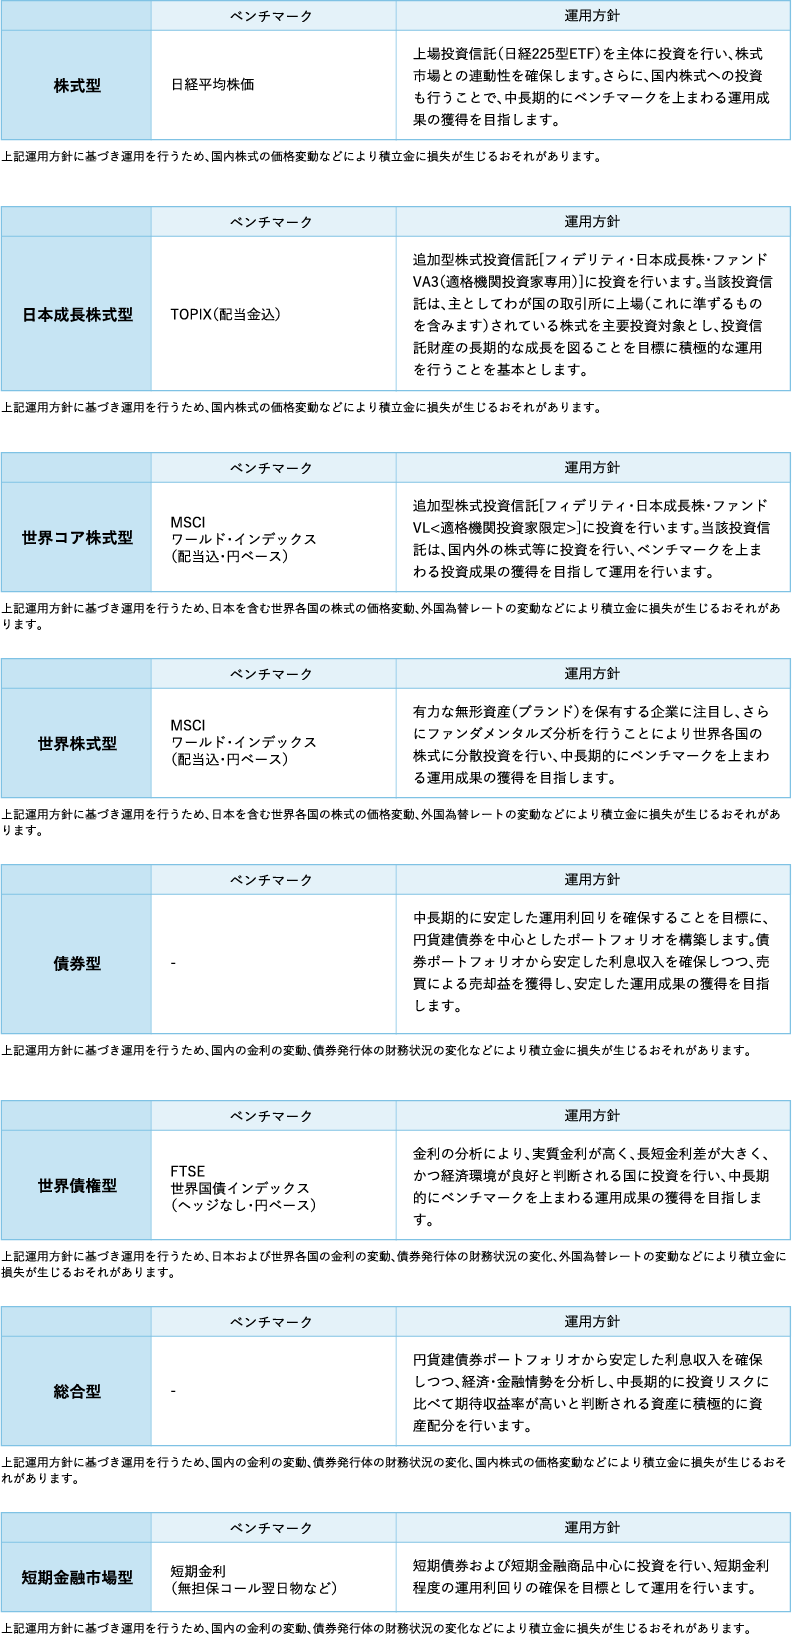 ベンチマーク 運用方針
株式型
日経平均株価
上場投資信託(日経225型ETF)を主体に投資を行い、株式
市場との連動性を確保します。さらに、国内株式への投資
も行うことで、中長期的にベンチマークを上まわる運用成
果の獲得を目指します。
上記運用方針に基づき運用を行うため、国内株式の価格変動などにより積立金に損失が生じるおそれがあります。
ベンチマーク 運用方針
日本成長株式型
TOPIX(配当金込)
追加型株式投資信託[フィデリティ・日本成長株・ファンド
VA3(適格機関投資家専用)]に投資を行います。当該投資信
託は、主としてわが国の取引所に上場(これに準ずるもの
を含みます)されている株式を主要投資対象とし、投資信
託財産の長期的な成長を図ることを目標に積極的な運用
を行うことを基本とします。
上記運用方針に基づき運用を行うため、国内株式の価格変動などにより積立金に損失が生じるおそれがあります。
ベンチマーク 運用方針
世界コア株式型
MSCI
ワールド・インデックス
(配当込・円ベース)
追加型株式投資信託[フィデリティ・日本成長株・ファンド
VL<適格機関投資家限定>]に投資を行います。当該投資信
託は、国内外の株式等に投資を行い、ベンチマークを上ま
わる投資成果の獲得を目指して運用を行います。
上記運用方針に基づき運用を行うため、日本を含む世界各国の株式の価格変動、外国為替レートの変動などにより積立金に損失が生じるおそれがあ
ります。
ベンチマーク 運用方針
世界株式型
MSCI
ワールド・インデックス
(配当込・円ベース)
有力な無形資産(ブランド)を保有する企業に注目し、さら
にファンダメンタルズ分析を行うことにより世界各国の
株式に分散投資を行い、中長期的にベンチマークを上まわ
る運用成果の獲得を目指します。
上記運用方針に基づき運用を行うため、日本を含む世界各国の株式の価格変動、外国為替レートの変動などにより積立金に損失が生じるおそれがあ
ります。
ベンチマーク 運用方針
債券型
-
中長期的に安定した運用利回りを確保することを目標に、
円貨建債券を中心としたポートフォリオを構築します。債
券ポートフォリオから安定した利息収入を確保しつつ、売
買による売却益を獲得し、安定した運用成果の獲得を目指
します。
上記運用方針に基づき運用を行うため、国内の金利の変動、債券発行体の財務状況の変化などにより積立金に損失が生じるおそれがあります。
ベンチマーク 運用方針
世界債権型
FTSE
世界国債インデックス
(ヘッジなし・円ベース)
金利の分析により、実質金利が高く、長短金利差が大きく、
かつ経済環境が良好と判断される国に投資を行い、中長期
的にベンチマークを上まわる運用成果の獲得を目指しま
す。
上記運用方針に基づき運用を行うため、日本および世界各国の金利の変動、債券発行体の財務状況の変化、外国為替レートの変動などにより積立金に
損失が生じるおそれがあります。
ベンチマーク 運用方針
総合型
-
円貨建債券ポートフォリオから安定した利息収入を確保
しつつ、経済・金融情勢を分析し、中長期的に投資リスクに
比べて期待収益率が高いと判断される資産に積極的に資
産配分を行います。
上記運用方針に基づき運用を行うため、国内の金利の変動、債券発行体の財務状況の変化、国内株式の価格変動などにより積立金に損失が生じるおそ
れがあります。
ベンチマーク 運用方針
短期金融市場型
短期金利
(無担保コール翌日物など)
短期債券および短期金融商品中心に投資を行い、短期金利
程度の運用利回りの確保を目標として運用を行います。
上記運用方針に基づき運用を行うため、国内の金利の変動、債券発行体の財務状況の変化などにより積立金に損失が生じるおそれがあります。